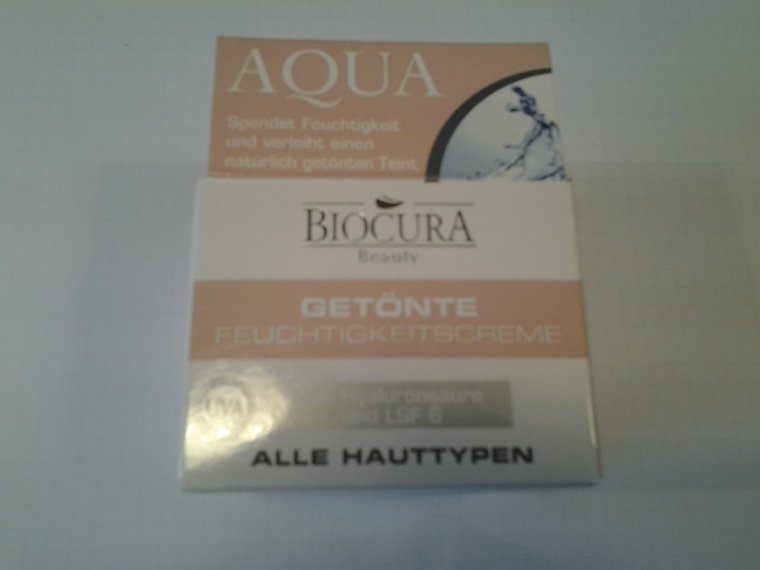 AQUA
Spendet Feuchtigkeit
und verleiht einen
natürlich getönten Teint
BIOCURA
Beauty
GETÖNTE
FEUCHTIGKEITSCREME
UVA
Hyaluronsäure
und LSF 6
ALLE HAUTTYPEN